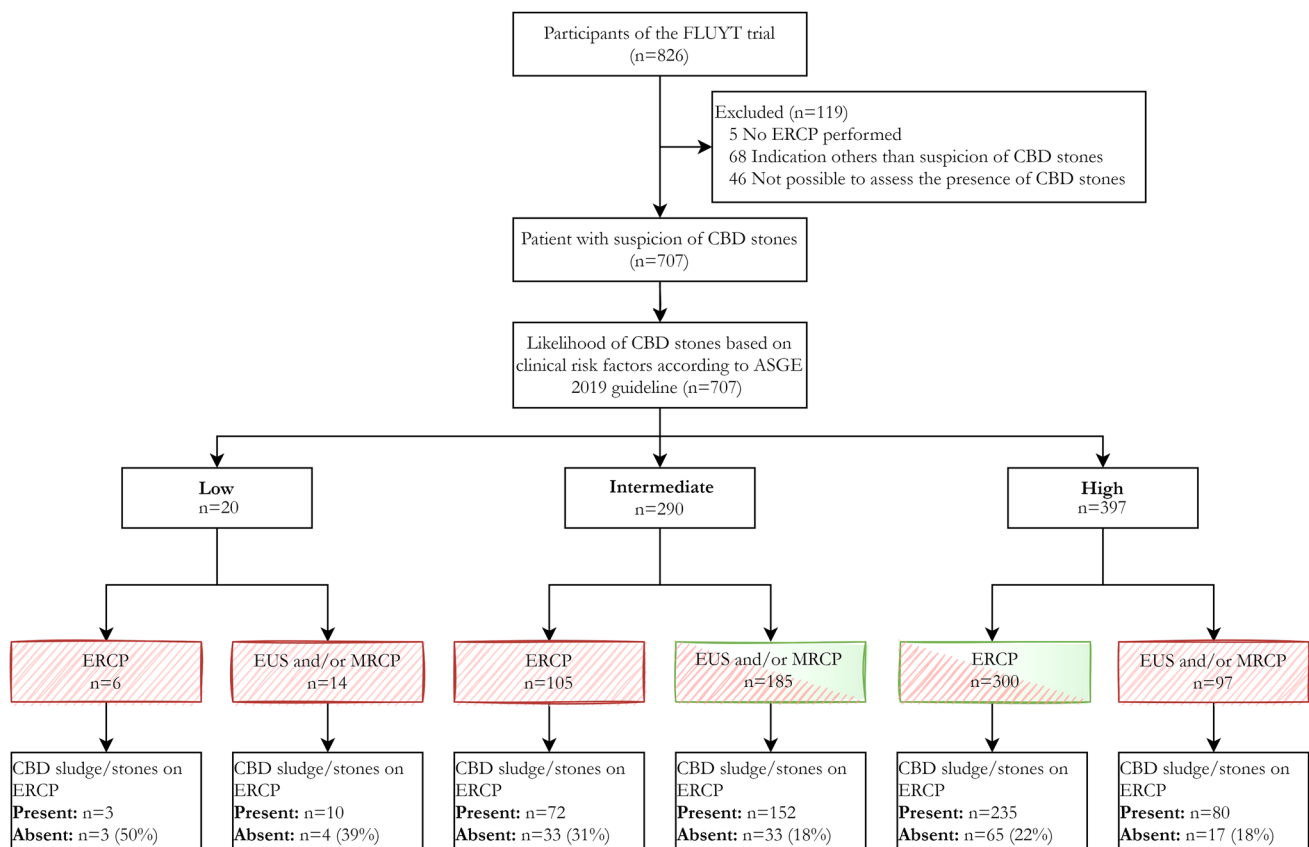 Participants of the FLUYT trial
(n=826)
Excluded (n=119)
5 No ERCP performed
68 Indication others than suspicion of CBD stones
46 Not possible to assess the presence of CBD stones
Patient with suspicion of CBD stones
(n=707)
Likelihood of CBD stones based on
clinical risk factors according to ASGE
2019 guideline (n=707)
Low
n=20
Intermediate
n=290
High
n=397
ERCP
n=6
EUS and/or MRCP
n=14
ERCP
n=105
EUS and/or MRCP
n=185
ERCP
n=300
EUS and/or MRCP
n=97
CBD sludge/stones on
ERCP
Present: n=3
Absent: n=3 (50%)
CBD sludge/stones on
ERCP
Present: n=10
Absent: n=4 (39%)
CBD sludge/stones on
ERCP
Present: n=72
Absent: n=33 (31%)
CBD sludge/stones on
ERCP
Present: n=152
Absent: n=33 (18%)
CBD sludge/stones on
ERCP
Present: n=235
Absent: n=65 (22%)
CBD sludge/stones on
ERCP
Present: n=80
Absent: n=17 (18%)